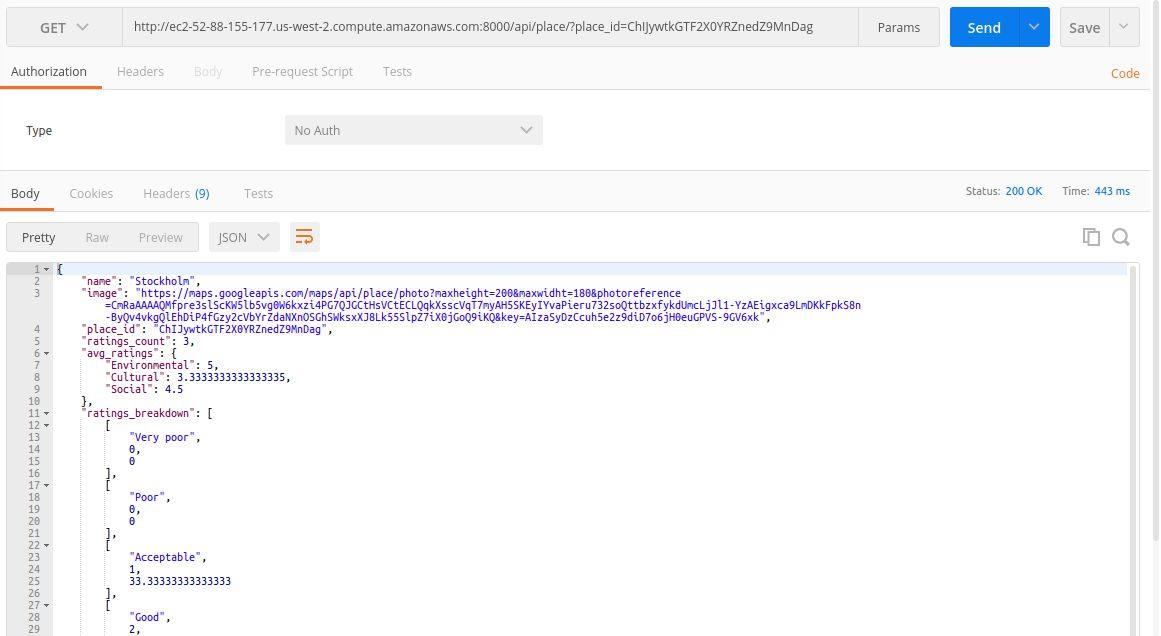 GET http://ec2-52-88-155-177.us-west-2.compute.amazonaws.com:8000/api/place/?place_id=ChIJywtkGTF2X0YRZnedZ9MnDag Params Send Save
Authorization Headers Body Pre-request Script Tests Code
Type No Auth
Body Cookies Headers (9) Tests Status: 200 OK Time: 443 ms
Pretty Raw Preview JSON
1 {
2 "name": "Stockholm",
3 "image": "https://maps.googleapis.com/maps/api/place/photo?maxheight=200&maxwidht=180&photoreference
=CmRaAAAAQMfpre3slScKW5lb5vg0W6kxzi4PG7QJGCtHsVCtECLQqkXsscVqT7myAH5SKEyIYvaPieru732soQttbzxfykdUmcLjJl1-YzAEigxca9LmDKkFpkS8n
-ByQv4vkgQlEhDiP4fGzy2cVbYrZdaNXnOSGhSWksxXJ8Lk55SlpZ7iX0jGoQ9iKQ&key=AIzaSyDzCcuh5e2z9diD7o6jH0euGPVS-9GV6xk",
4 "place_id": "ChIJywtkGTF2X0YRZnedZ9MnDag",
5 "ratings_count": 3,
6 "avg_ratings": {
7 "Environmental": 5,
8 "Cultural": 3.3333333333333335,
9 "Social": 4.5
10 },
11 "ratings_breakdown": [
12 [
13 "Very poor",
14 0,
15 0
16 ],
17 [
18 "Poor",
19 0,
20 0
21 ],
22 [
23 "Acceptable",
24 1,
25 33.33333333333333
26 ],
27 [
28 "Good",
29 2,